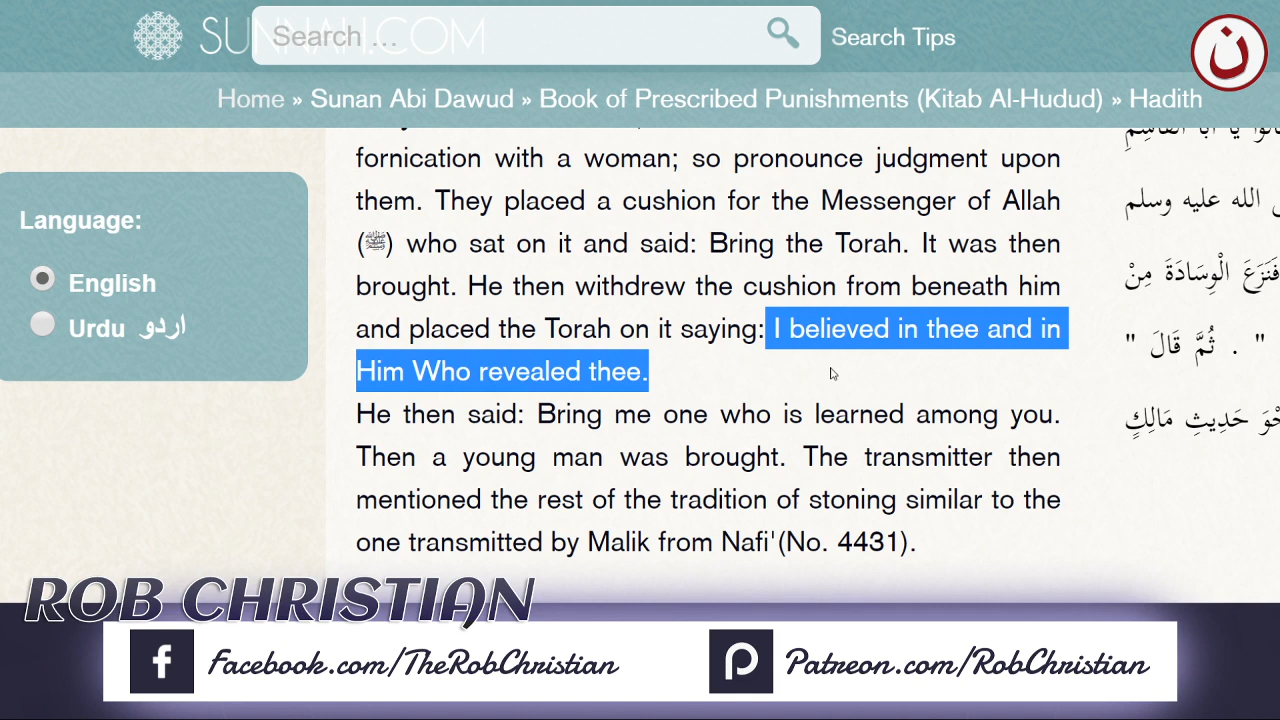 SUNNAH.COM
Search …
Search Tips
ن
Home » Sunan Abi Dawud » Book of Prescribed Punishments (Kitab Al-Hudud) » Hadith
Language:
English
Urdu اردو
fornication with a woman; so pronounce judgment upon
them. They placed a cushion for the Messenger of Allah
(ﷺ) who sat on it and said: Bring the Torah. It was then
brought. He then withdrew the cushion from beneath him
and placed the Torah on it saying: I believed in thee and in
Him Who revealed thee.
He then said: Bring me one who is learned among you.
Then a young man was brought. The transmitter then
mentioned the rest of the tradition of stoning similar to the
one transmitted by Malik from Nafi'(No. 4431).
يَا أَبَا الْقَاسِمِ
الله عليه وسلم
فَنَزَعَ الْوِسَادَةَ مِنْ
" . ثُمَّ قَالَ "
حَدِيثِ مَالِكٍ
ROB CHRISTIAN
f Facebook.com/TheRobChristian
Patreon.com/RobChristian